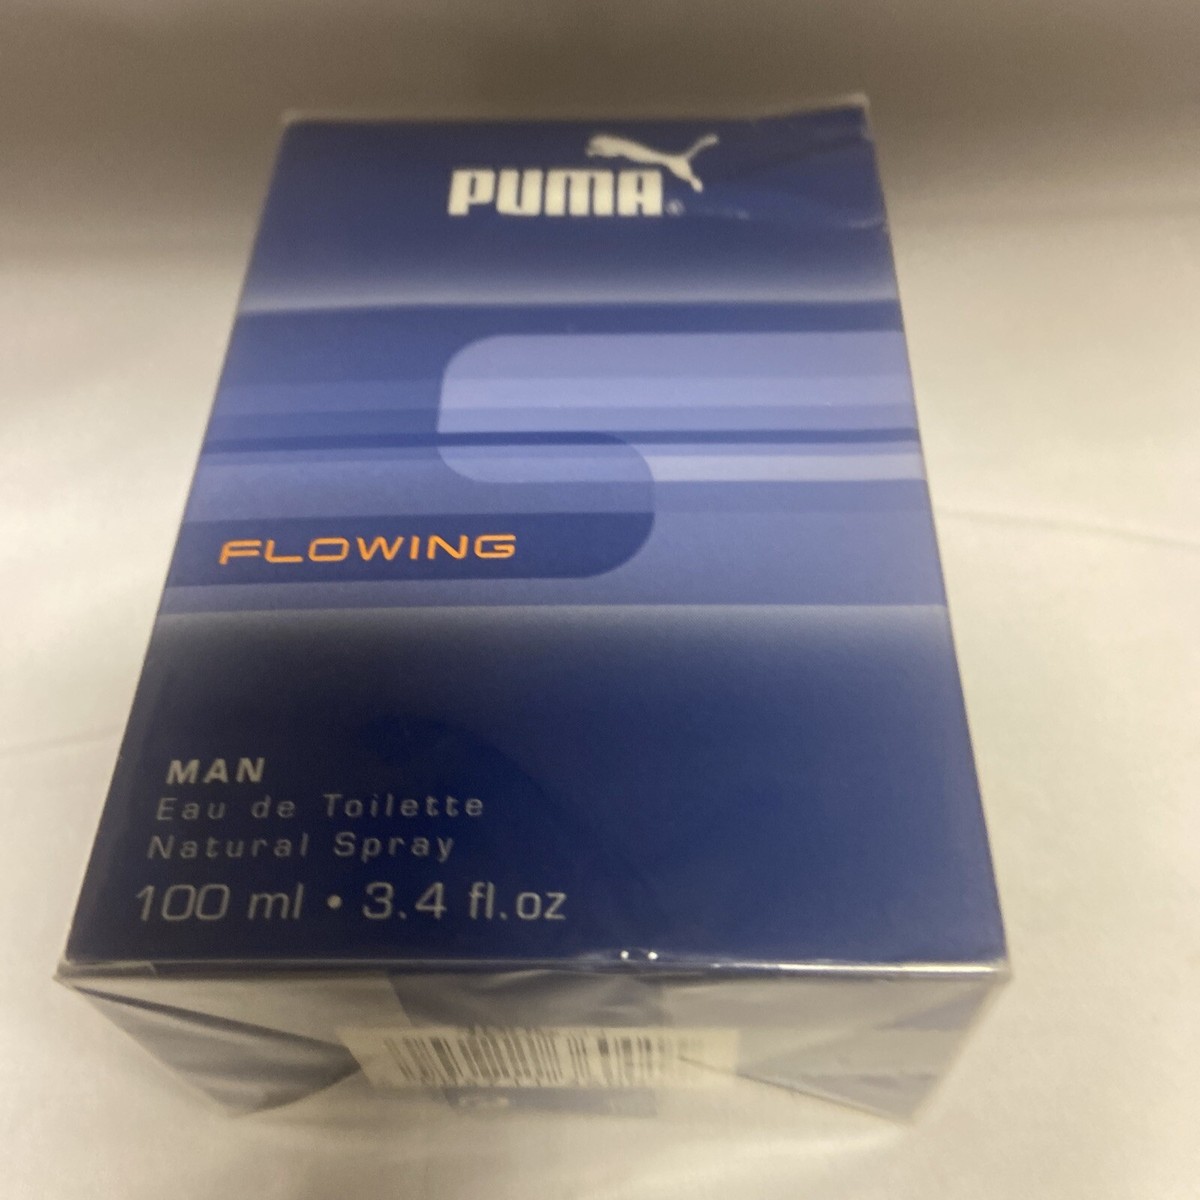 PUMA®
FLOWING
MAN
Eau de Toilette
Natural Spray
100 ml • 3.4 fl.oz